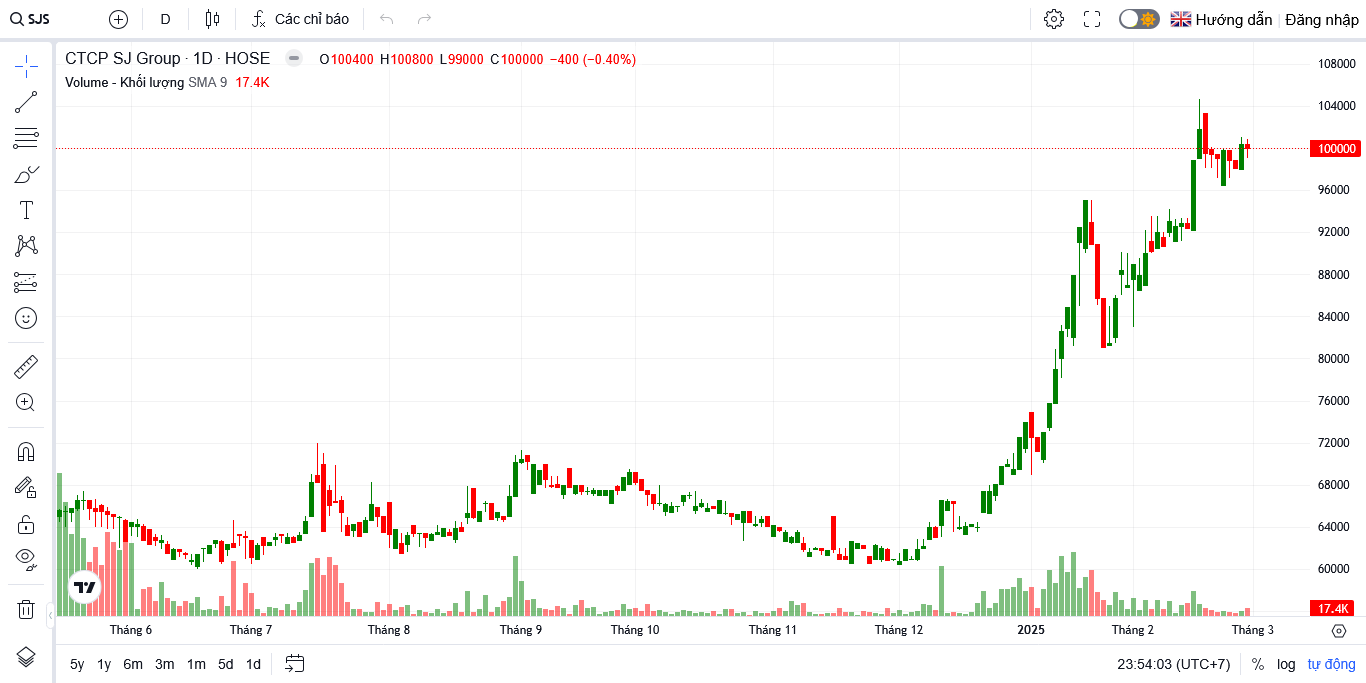 SJS D Các chỉ báo Hướng dẫn Đăng nhập
CTCP SJ Group · 1D · HOSE O100400 H100800 L99000 C100000 −400 (−0.40%)
Volume - Khối lượng SMA 9 17.4K
108000
104000
100000
96000
92000
88000
84000
80000
76000
72000
68000
64000
60000
17.4K
Tháng 6 Tháng 7 Tháng 8 Tháng 9 Tháng 10 Tháng 11 Tháng 12 2025 Tháng 2 Tháng 3
5y 1y 6m 3m 1m 5d 1d 23:54:03 (UTC+7) % log tự động